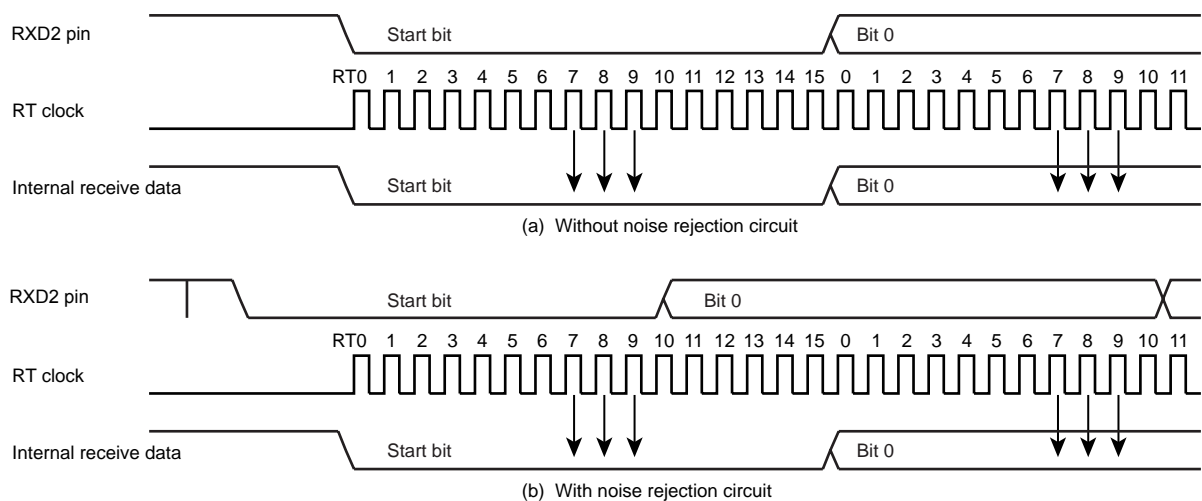 RXD2 pin
Start bit
Bit 0
RT0 1 2 3 4 5 6 7 8 9 10 11 12 13 14 15 0 1 2 3 4 5 6 7 8 9 10 11
RT clock
Internal receive data
Start bit
Bit 0
(a) Without noise rejection circuit
RXD2 pin
Start bit
Bit 0
RT0 1 2 3 4 5 6 7 8 9 10 11 12 13 14 15 0 1 2 3 4 5 6 7 8 9 10 11
RT clock
Internal receive data
Start bit
Bit 0
(b) With noise rejection circuit